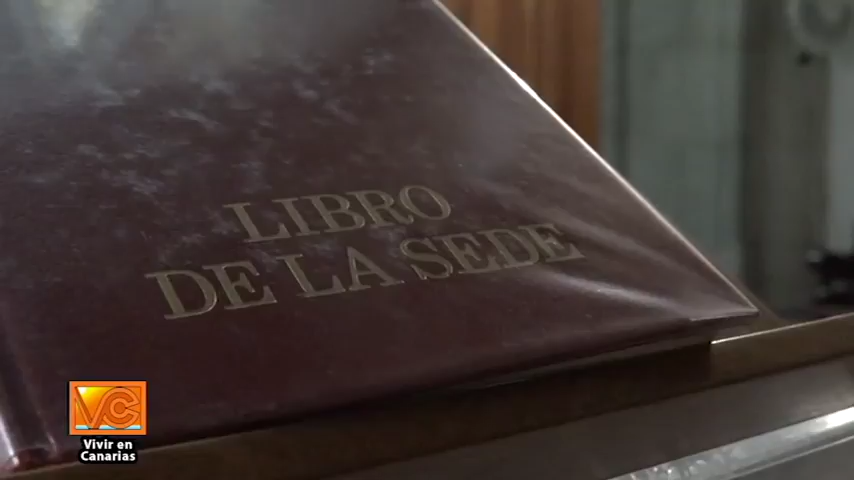 LIBRO
DE LA SEDE
VC
Vivir en
Canarias